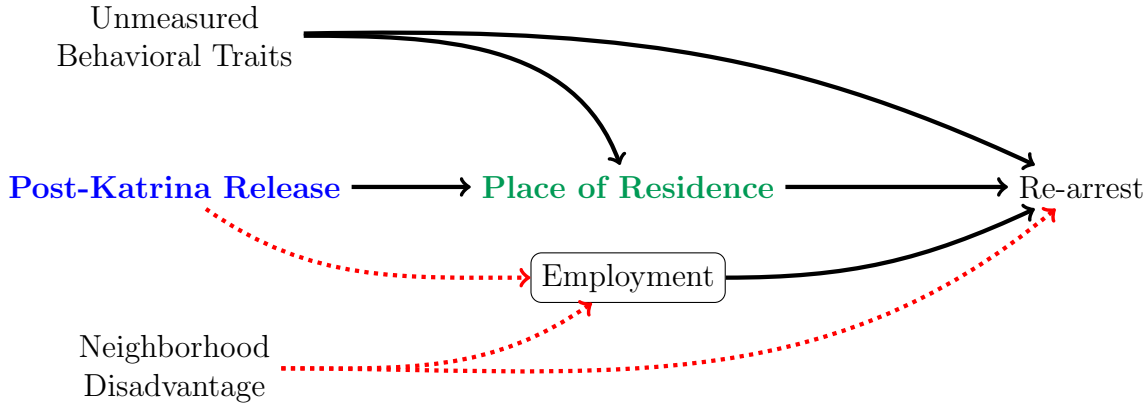 Unmeasured
Behavioral Traits
Post-Katrina Release
Place of Residence
Re-arrest
Employment
Neighborhood
Disadvantage